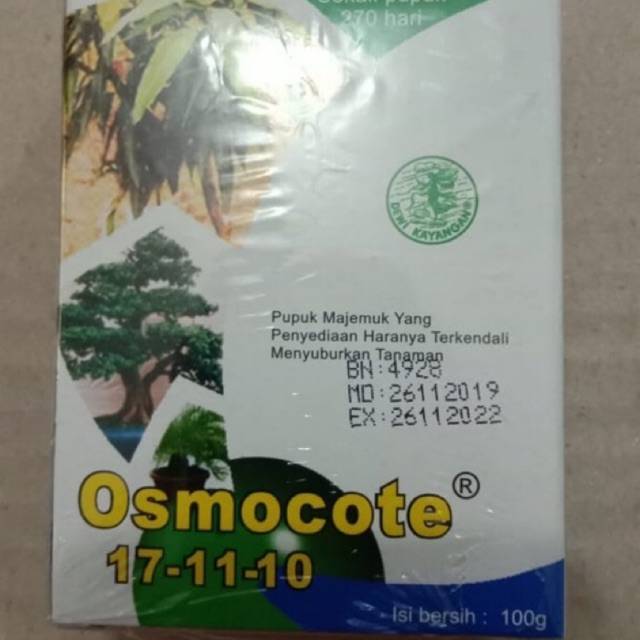 270 hari
DEWI KAYANGAN
Pupuk Majemuk Yang
Penyediaan Haranya Terkendali
Menyuburkan Tanaman
BN:4928
MD:26112019
EX:26112022
Osmocote®
17-11-10
Isi bersih : 100g